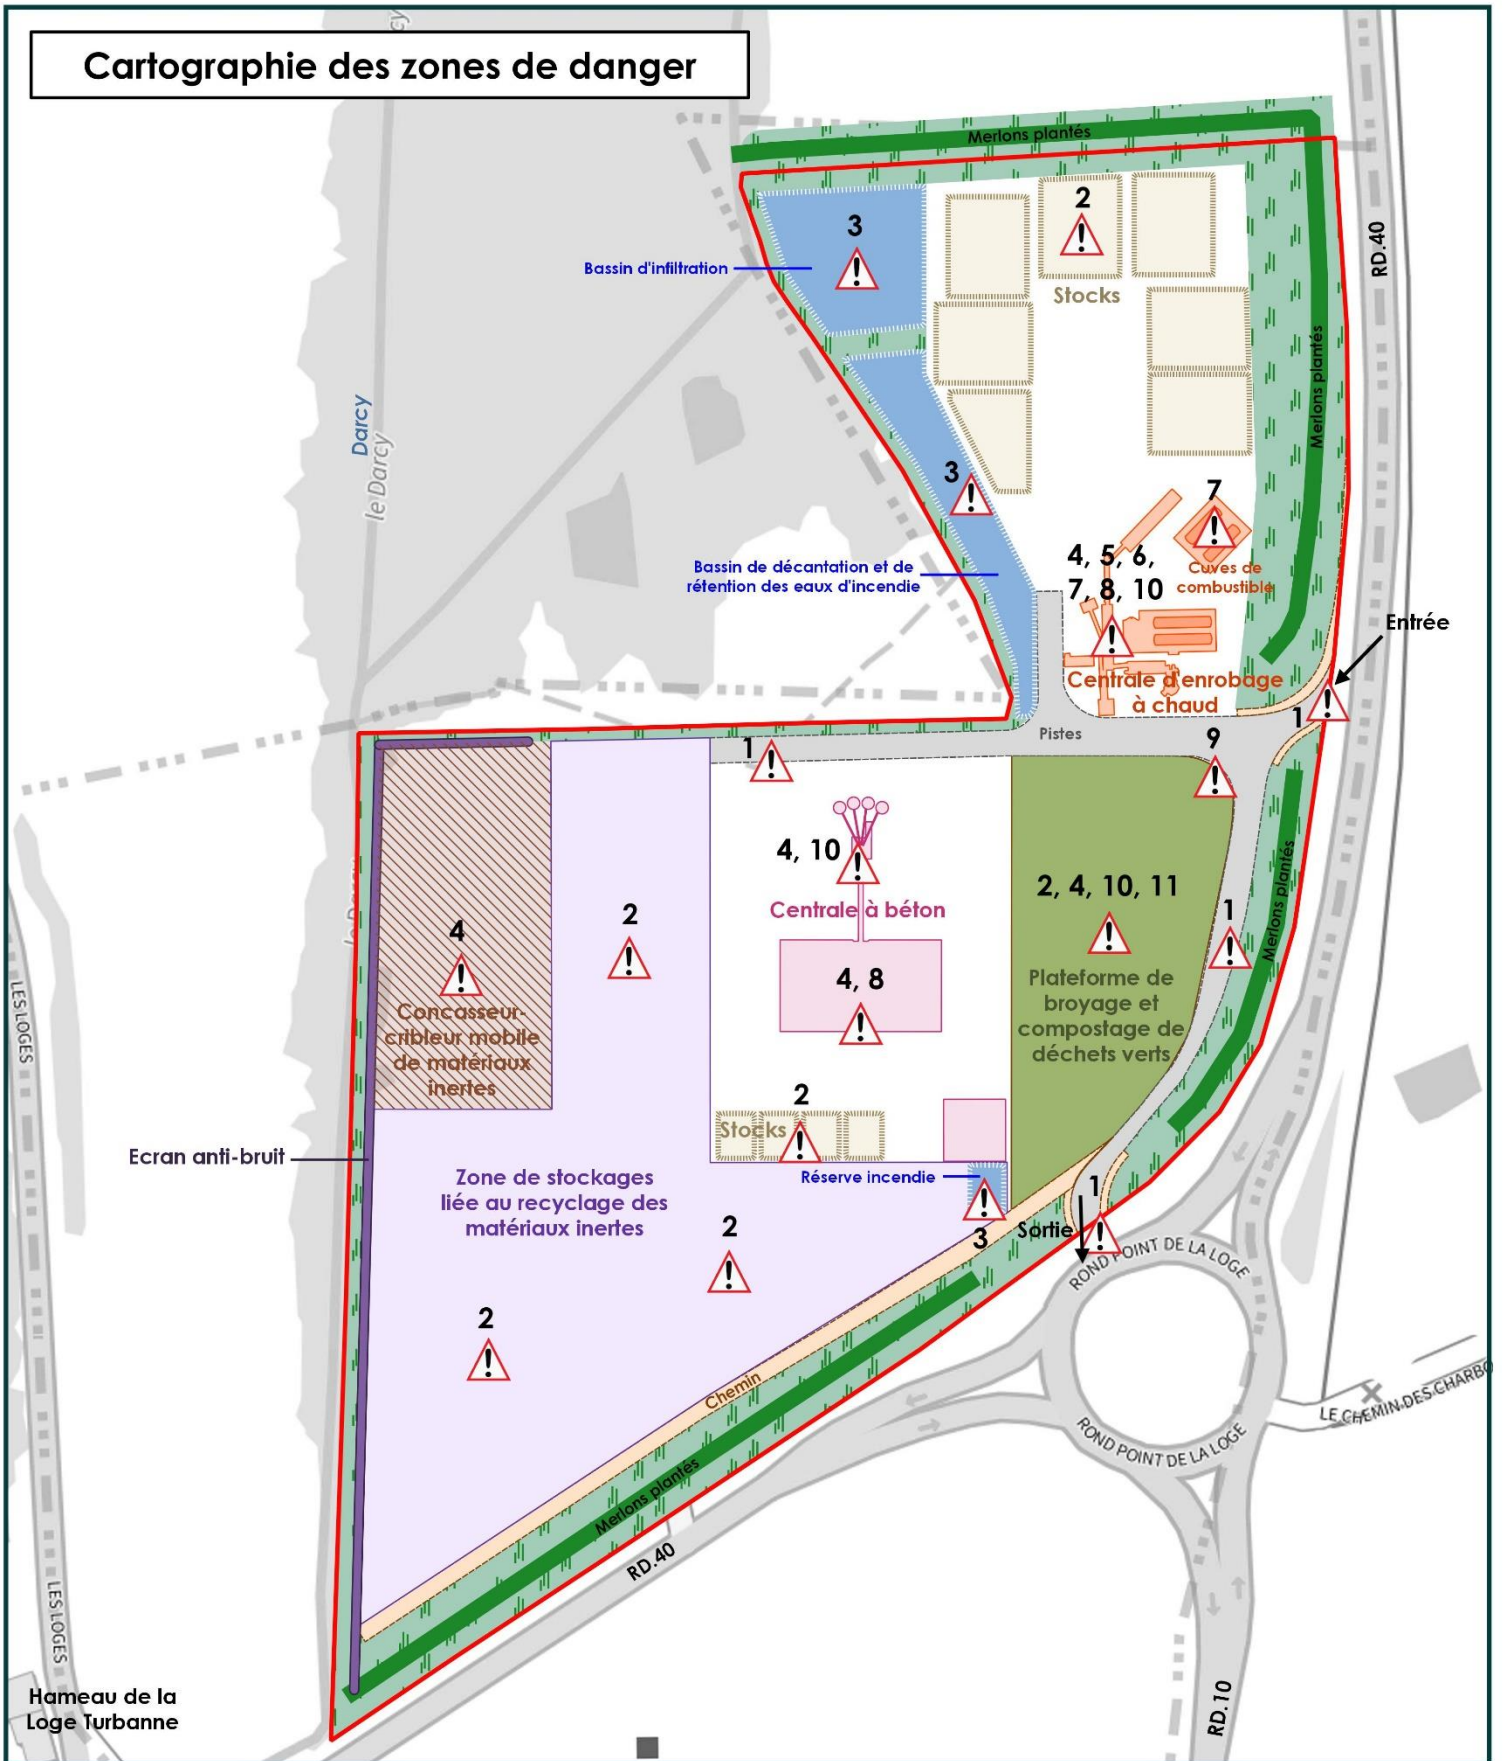 Cartographie des zones de danger
Merlons plantés
RD.40
2
3
Bassin d'infiltration
Stocks
Merlons plantés
Darcy
le Darcy
3
7
4, 5, 6,
7, 8, 10
Cuves de
combustible
Bassin de décantation et de
rétention des eaux d'incendie
Entrée
Centrale d'enrobage
à chaud
1
Pistes
9
1
4, 10
Centrale à béton
2, 4, 10, 11
Merlons plantés
1
2
4
4, 8
Plateforme de
broyage et
compostage de
déchets verts
Concasseur-
cribleur mobile
de matériaux
inertes
LES LOGES
2
Stocks
Ecran anti-bruit
Zone de stockages
liée au recyclage des
matériaux inertes
Réserve incendie
1
2
3
Sortie
ROND POINT DE LA LOGE
2
Chemin
LE CHEMIN DES CHARBO
ROND POINT DE LA LOGE
Merlons plantés
RD.40
LES LOGES
Hameau de la
Loge Turbanne
RD.10